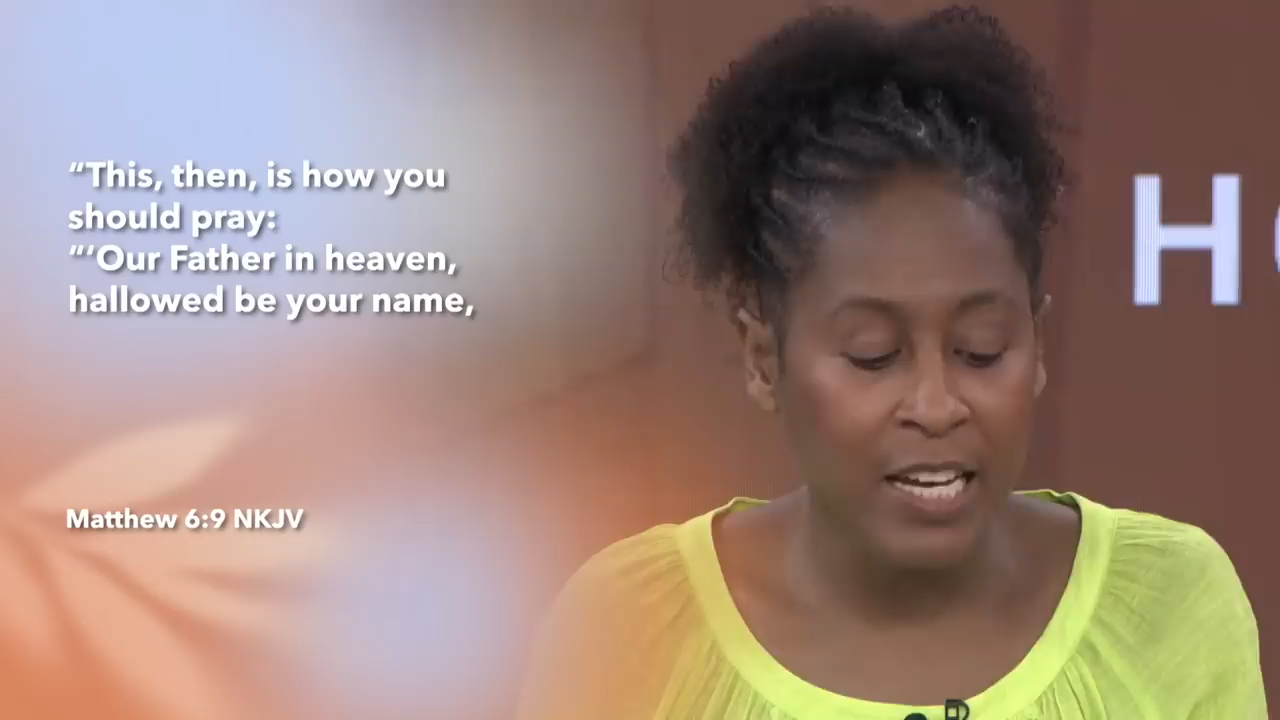 “This, then, is how you
should pray:
“‘Our Father in heaven,
hallowed be your name,
Matthew 6:9 NKJV
H